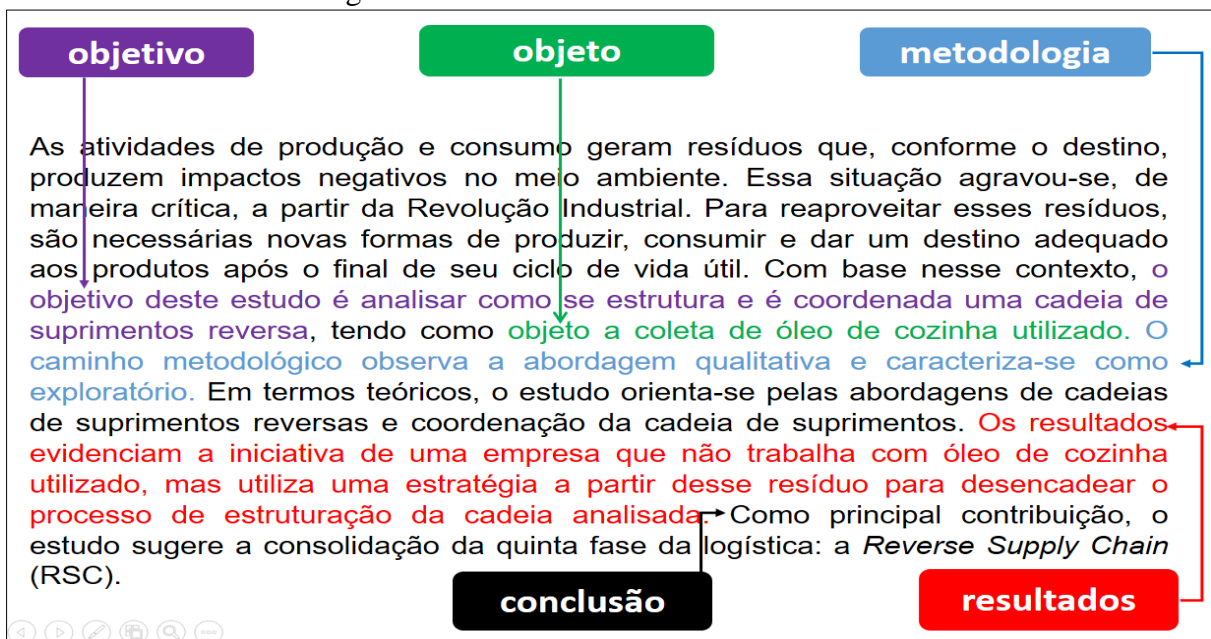 objetivo
objeto
metodologia
As atividades de produção e consumo geram resíduos que, conforme o destino,
produzem impactos negativos no meio ambiente. Essa situação agravou-se, de
maneira crítica, a partir da Revolução Industrial. Para reaproveitar esses resíduos,
são necessárias novas formas de produzir, consumir e dar um destino adequado
aos produtos após o final de seu ciclo de vida útil. Com base nesse contexto, o
objetivo deste estudo é analisar como se estrutura e é coordenada uma cadeia de
suprimentos reversa, tendo como objeto a coleta de óleo de cozinha utilizado. O
caminho metodológico observa a abordagem qualitativa e caracteriza-se como
exploratório. Em termos teóricos, o estudo orienta-se pelas abordagens de cadeias
de suprimentos reversas e coordenação da cadeia de suprimentos. Os resultados
evidenciam a iniciativa de uma empresa que não trabalha com óleo de cozinha
utilizado, mas utiliza uma estratégia a partir desse resíduo para desencadear o
processo de estruturação da cadeia analisada. Como principal contribuição, o
estudo sugere a consolidação da quinta fase da logística: a Reverse Supply Chain
(RSC).
conclusão
resultados